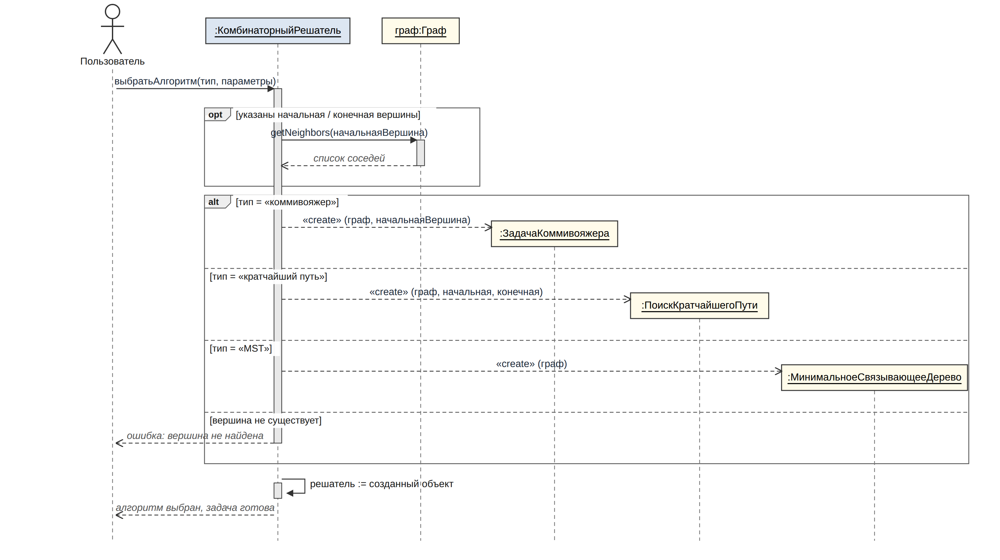 :КомбинаторныйРешатель
граф:Граф
Пользователь
выбратьАлгоритм(тип, параметры)
opt
[указаны начальная / конечная вершины]
getNeighbors(начальнаяВершина)
список соседей
alt
[тип = «коммивояжер»]
«create» (граф, начальнаяВершина)
:ЗадачаКоммивояжера
[тип = «кратчайший путь»]
«create» (граф, начальная, конечная)
:ПоискКратчайшегоПути
[тип = «MST»]
«create» (граф)
:МинимальноеСвязывающееДерево
[вершина не существует]
ошибка: вершина не найдена
решатель := созданный объект
алгоритм выбран, задача готова